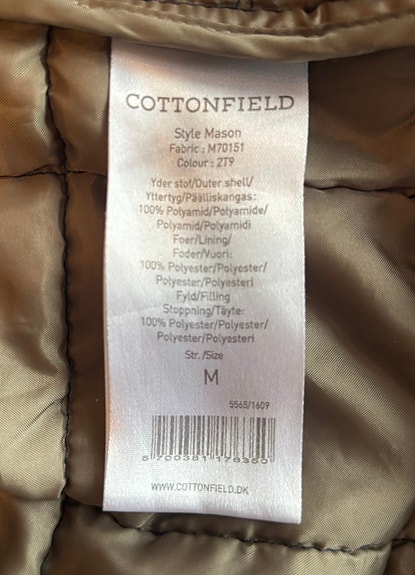 COTTONFIELD
Style Mason
Fabric : M70151
Colour : 2T9
Yder stof/Outer shell/
Yttertyg/Päälliskangas:
100% Polyamid/Polyamide/
Polyamid/Polyamidi
Foer/Lining/
Foder/Vuori:
100% Polyester/Polyester/
Polyester/Polyesteri
Fyld/Filling
Stoppning/Täyte:
100% Polyester/Polyester/
Polyester/Polyesteri
Str./Size
M
5565/1609
WWW.COTTONFIELD.DK